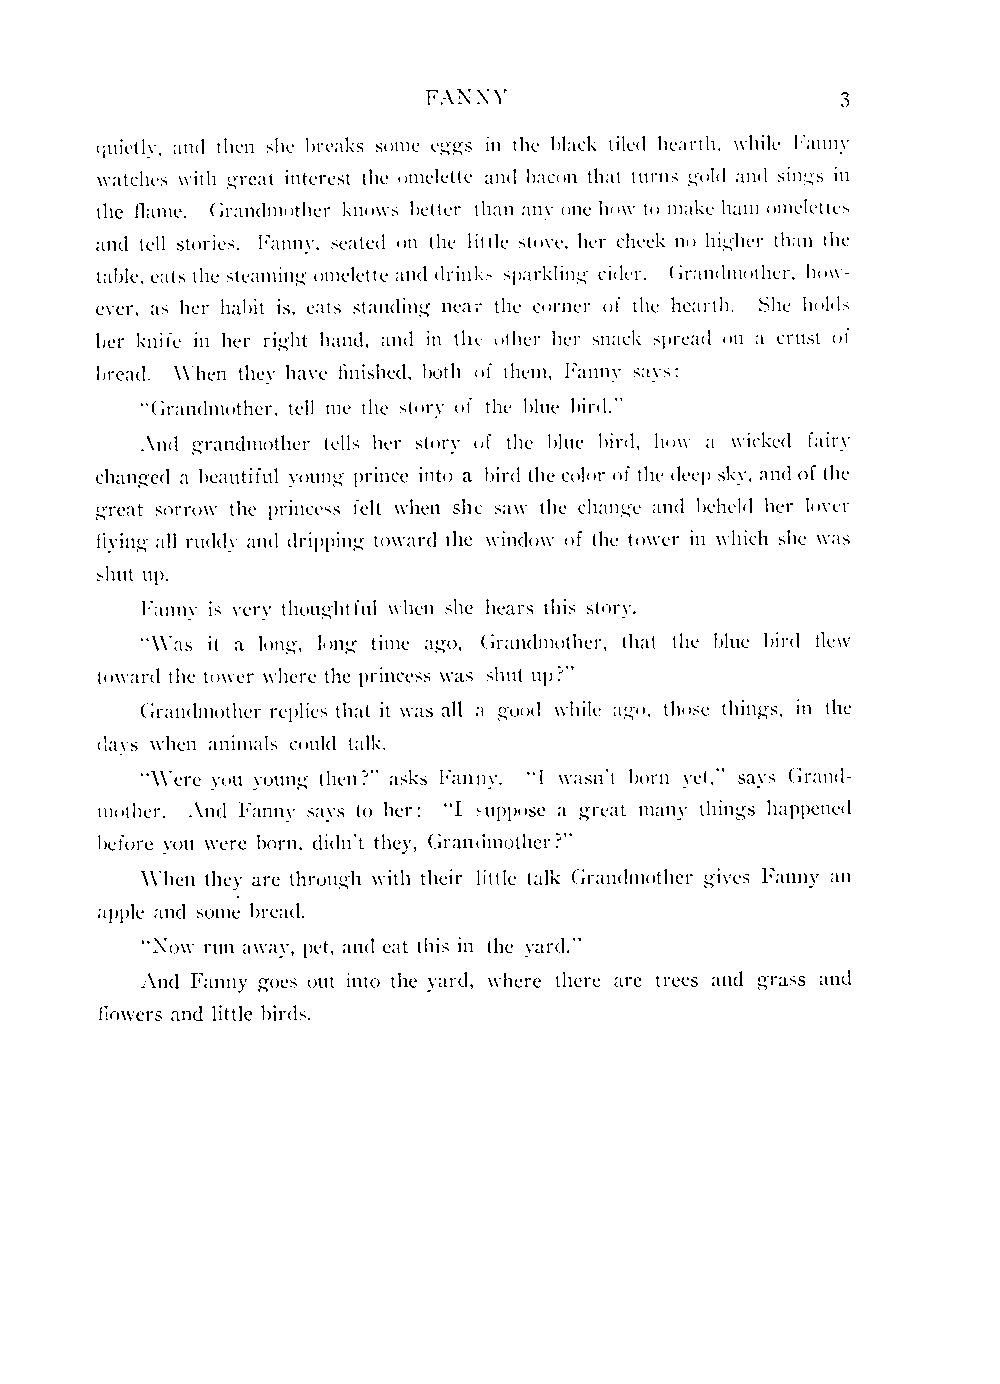 FANNY 3
quietly, and then she breaks some eggs in the black tiled hearth, while Fanny
watches with great interest the omelette and bacon that turns gold and sings in
the flame. Grandmother knows better than any one how to make ham omelettes
and tell stories. Fanny, seated on the little stove, her cheek no higher than the
table, eats the steaming omelette and drinks sparkling cider. Grandmother, how-
ever, as her habit is, eats standing near the corner of the hearth. She holds
her knife in her right hand, and in the other her snack spread on a crust of
bread. When they have finished, both of them, Fanny says:
"Grandmother, tell me the story of the blue bird."
And grandmother tells her story of the blue bird, how a wicked fairy
changed a beautiful young prince into a bird the color of the deep sky, and of the
great sorrow the princess felt when she saw the change and beheld her lover
flying all ruddy and dripping toward the window of the tower in which she was
shut up.
Fanny is very thoughtful when she hears this story.
"Was it a long, long time ago, Grandmother, that the blue bird flew
toward the tower where the princess was shut up?"
Grandmother replies that it was all a good while ago, those things, in the
days when animals could talk.
"Were you young then?" asks Fanny. "I wasn't born yet," says Grand-
mother. And Fanny says to her: "I suppose a great many things happened
before you were born, didn't they, Grandmother?"
When they are through with their little talk Grandmother gives Fanny an
apple and some bread.
"Now run away, pet, and eat this in the yard."
And Fanny goes out into the yard, where there are trees and grass and
flowers and little birds.